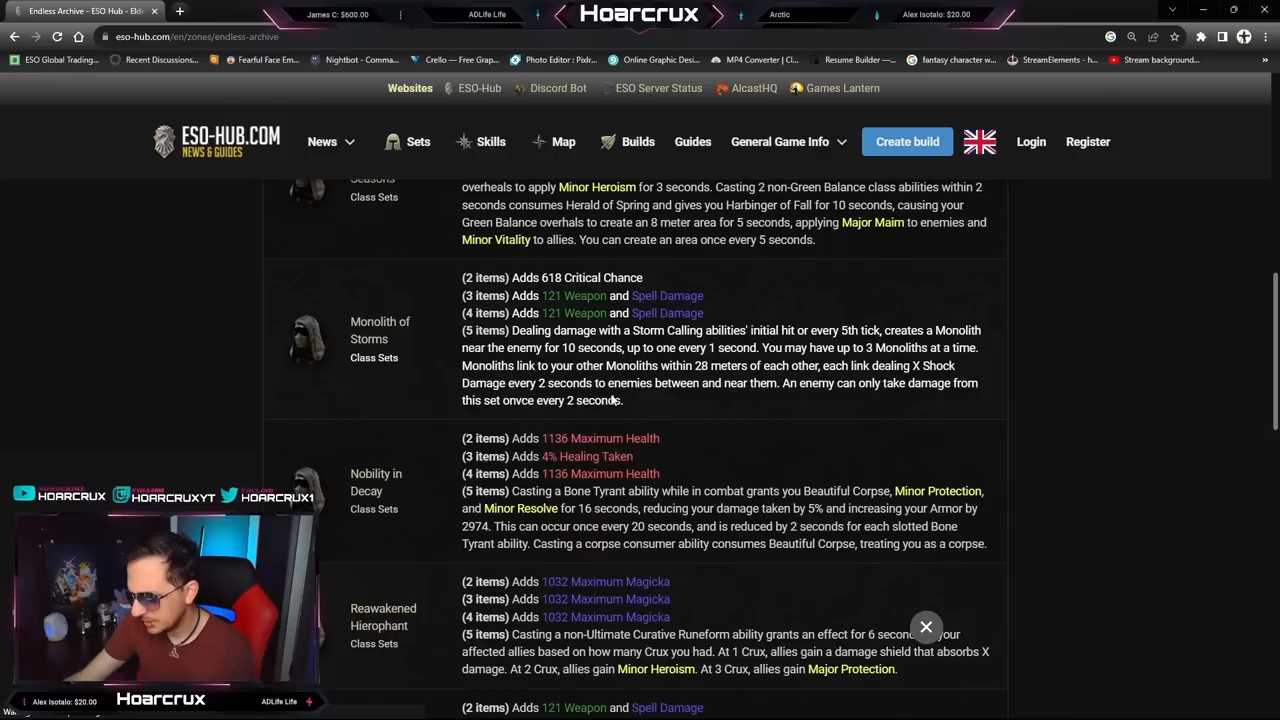 James C: $600.00
ADLife Life
Hoarcrux
Arctic
Alex Isotalo: $20.00
Endless Archive - ESO Hub - Elde
eso-hub.com/en/zones/endless-archive
ESO Global Trading...
Recent Discussions...
Fearful Face Em...
Nightbot - Comma...
Crello — Free Grap...
Photo Editor : Pixlr...
Online Graphic Desi...
MP4 Converter | Cl...
Resume Builder —...
fantasy character w...
StreamElements - h...
Stream background...
Websites
ESO-Hub
Discord Bot
ESO Server Status
AlcastHQ
Games Lantern
ESO-HUB.COM
NEWS & GUIDES
News
Sets
Skills
Map
Builds
Guides
General Game Info
Create build
Login
Register
Seasons
Class Sets
overheals to apply Minor Heroism for 3 seconds. Casting 2 non-Green Balance class abilities within 2
seconds consumes Herald of Spring and gives you Harbinger of Fall for 10 seconds, causing your
Green Balance overhals to create an 8 meter area for 5 seconds, applying Major Maim to enemies and
Minor Vitality to allies. You can create an area once every 5 seconds.
Monolith of
Storms
Class Sets
(2 items) Adds 618 Critical Chance
(3 items) Adds 121 Weapon and Spell Damage
(4 items) Adds 121 Weapon and Spell Damage
(5 items) Dealing damage with a Storm Calling abilities' initial hit or every 5th tick, creates a Monolith
near the enemy for 10 seconds, up to one every 1 second. You may have up to 3 Monoliths at a time.
Monoliths link to your other Monoliths within 28 meters of each other, each link dealing X Shock
Damage every 2 seconds to enemies between and near them. An enemy can only take damage from
this set onvce every 2 seconds.
Nobility in
Decay
Class Sets
(2 items) Adds 1136 Maximum Health
(3 items) Adds 4% Healing Taken
(4 items) Adds 1136 Maximum Health
(5 items) Casting a Bone Tyrant ability while in combat grants you Beautiful Corpse, Minor Protection,
and Minor Resolve for 16 seconds, reducing your damage taken by 5% and increasing your Armor by
2974. This can occur once every 20 seconds, and is reduced by 2 seconds for each slotted Bone
Tyrant ability. Casting a corpse consumer ability consumes Beautiful Corpse, treating you as a corpse.
Reawakened
Hierophant
Class Sets
(2 items) Adds 1032 Maximum Magicka
(3 items) Adds 1032 Maximum Magicka
(4 items) Adds 1032 Maximum Magicka
(5 items) Casting a non-Ultimate Curative Runeform ability grants an effect for 6 secon your
affected allies based on how many Crux you had. At 1 Crux, allies gain a damage shield that absorbs X
damage. At 2 Crux, allies gain Minor Heroism. At 3 Crux, allies gain Major Protection.
(2 items) Adds 121 Weapon and Spell Damage
HOARCRUX
HOARCRUXYT
HOARCRUX1
Alex Isotalo: $20.00
Hoarcrux
ADLife Life